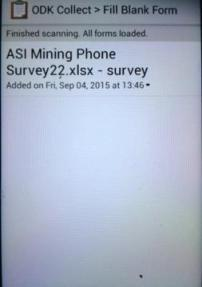 ODK Collect > Fill Blank Form
Finished scanning. All forms loaded.
ASI Mining Phone
Survey22.xlsx - survey
Added on Fri, Sep 04, 2015 at 13:46